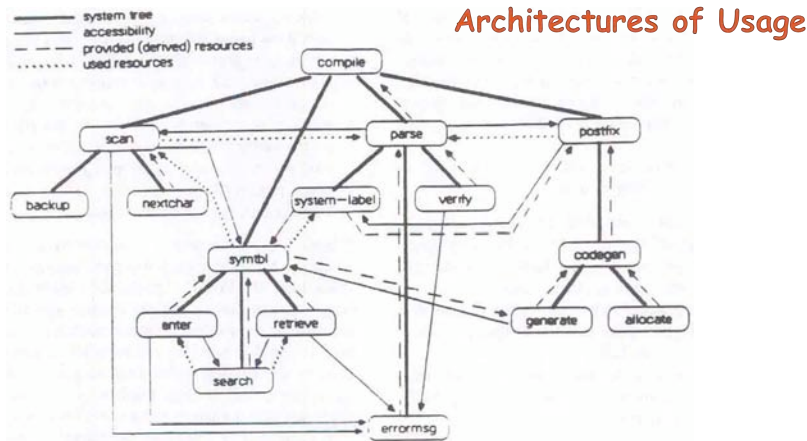 system tree
Architectures of Usage
accessibility
provided (derived) resources
used resources
compile
scan
parse
postfix
backup
nextchar
system-label
verify
symtbl
codegen
enter
retrieve
generate
allocate
search
errormsg